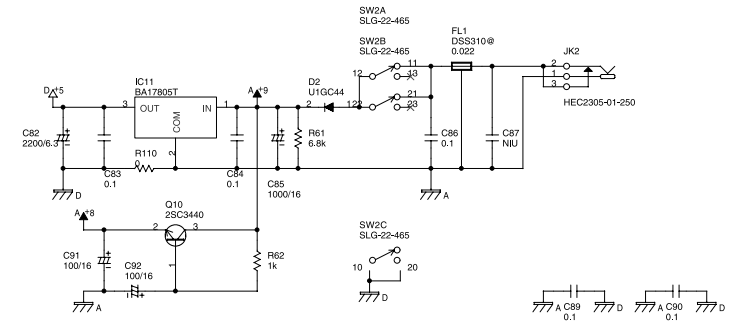 SW2A
SLG-22-465
SW2B
SLG-22-465
FL1
DSS310@
0.022
JK2
11
13
12
21
22
23
2
1
3
HEC2305-01-250
IC11
BA17805T
D +5
A +9
D2
U1GC44
3 OUT IN 1
COM
2
2 1
C82
2200/6.3
R110
0
C83
0.1
C84
0.1
C85
1000/16
R61
6.8k
C86
0.1
C87
NIU
D
A
Q10
2SC3440
A +8
2 3
1
C91
100/16
C92
100/16
R62
1k
A
SW2C
SLG-22-465
10 20
D
A C89 D
0.1
A C90 D
0.1